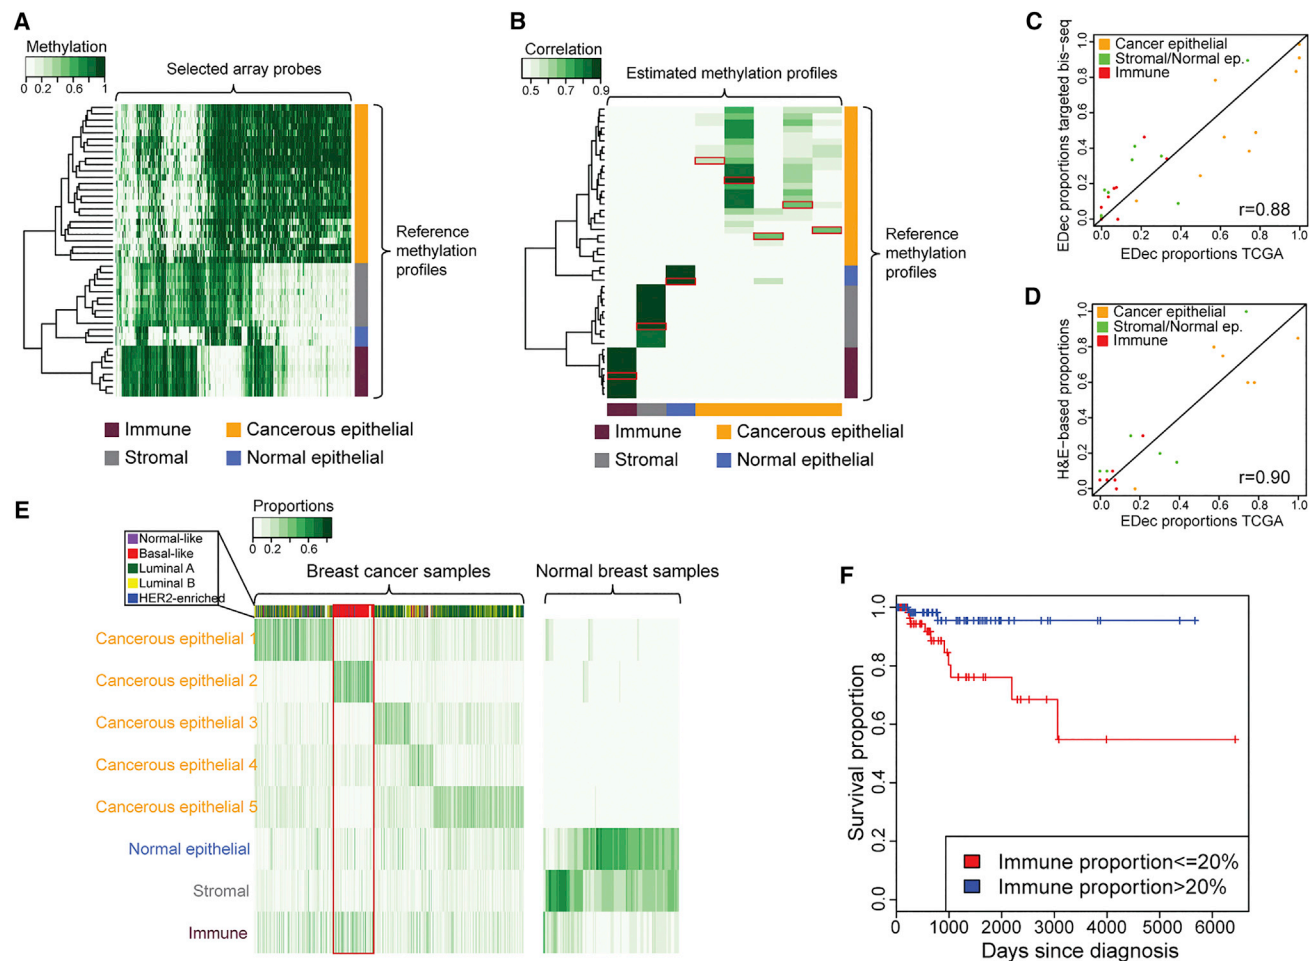 A
Methylation
0 0.2 0.6 1
Selected array probes
Reference
methylation
profiles
Immune
Cancerous epithelial
Stromal
Normal epithelial
B
Correlation
0.5 0.7 0.9
Estimated methylation profiles
Reference
methylation
profiles
Immune
Cancerous epithelial
Stromal
Normal epithelial
C
EDec proportions targeted bis-seq
0.0 0.2 0.4 0.6 0.8 1.0
Cancer epithelial
Stromal/Normal ep.
Immune
r=0.88
0.0 0.2 0.4 0.6 0.8 1.0
EDec proportions TCGA
D
H&E-based proportions
0.0 0.2 0.4 0.6 0.8 1.0
Cancer epithelial
Stromal/Normal ep.
Immune
r=0.90
0.0 0.2 0.4 0.6 0.8 1.0
EDec proportions TCGA
E
Proportions
0 0.2 0.6
Normal-like
Basal-like
Luminal A
Luminal B
HER2-enriched
Breast cancer samples
Normal breast samples
Cancerous epithelial 1
Cancerous epithelial 2
Cancerous epithelial 3
Cancerous epithelial 4
Cancerous epithelial 5
Normal epithelial
Stromal
Immune
F
Survival proportion
0.0 0.2 0.4 0.6 0.8 1.0
Immune proportion<=20%
Immune proportion>20%
0 1000 2000 3000 4000 5000 6000
Days since diagnosis